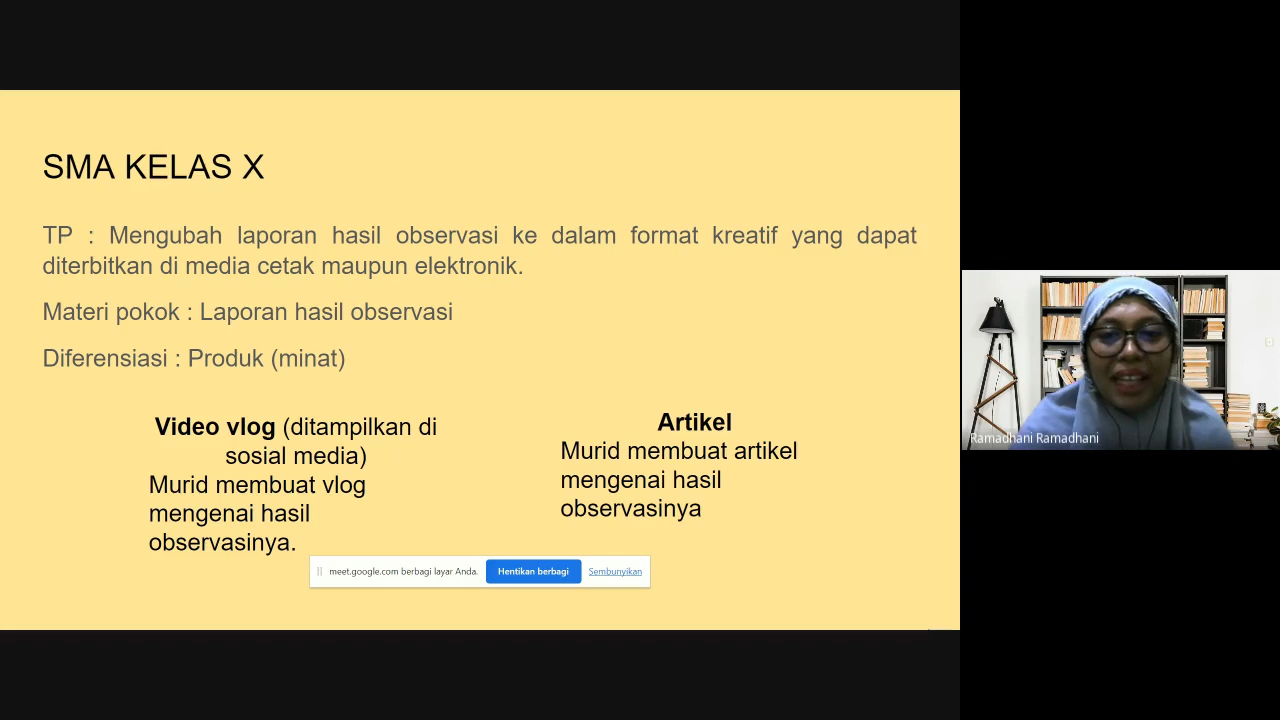 SMA KELAS X
TP : Mengubah laporan hasil observasi ke dalam format kreatif yang dapat
diterbitkan di media cetak maupun elektronik.
Materi pokok : Laporan hasil observasi
Diferensiasi : Produk (minat)
Video vlog (ditampilkan di
sosial media)
Murid membuat vlog
mengenai hasil
observasinya.
Artikel
Murid membuat artikel
mengenai hasil
observasinya
meet.google.com berbagi layar Anda.
Hentikan berbagi
Sembunyikan
Ramadhani Ramadhani